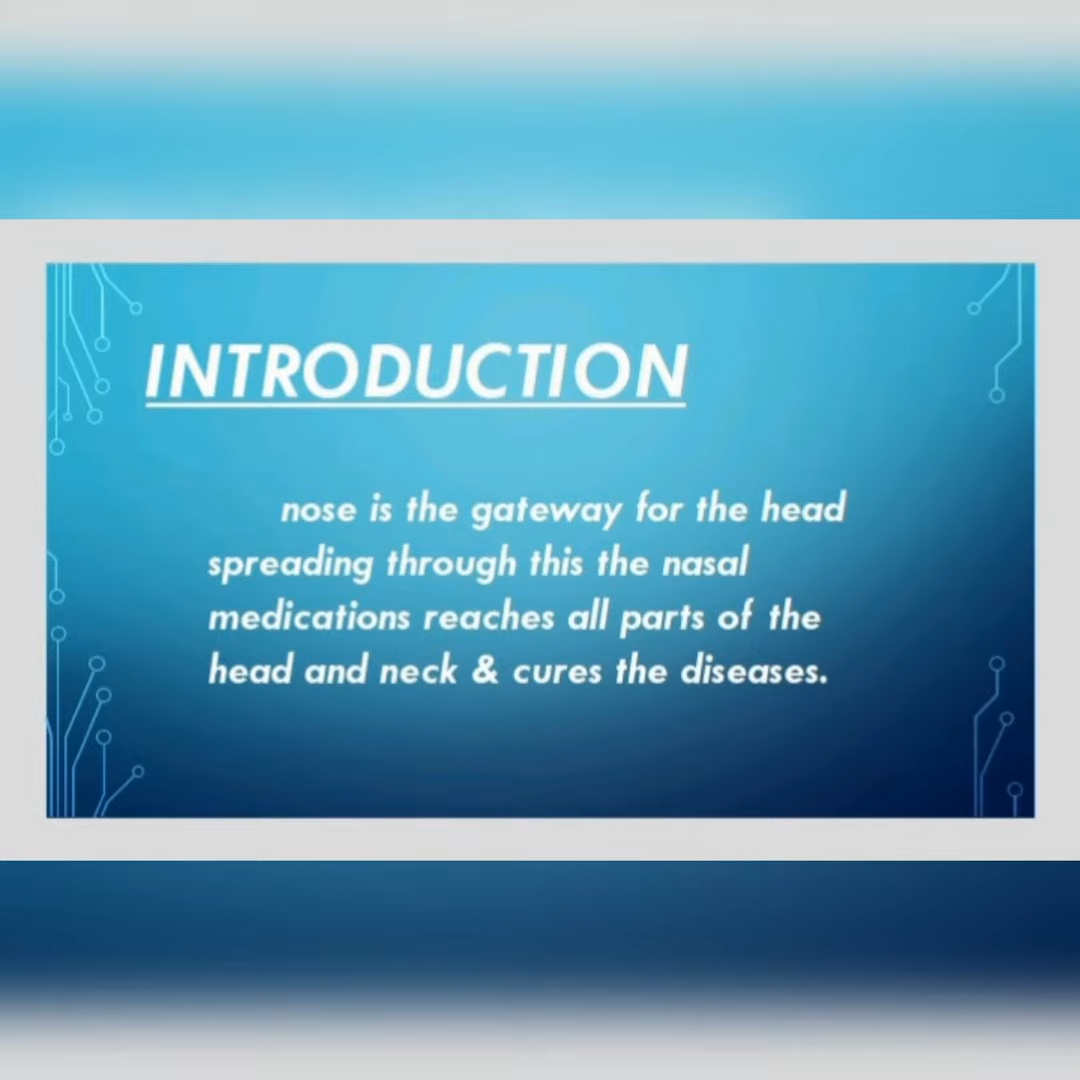 INTRODUCTION
nose is the gateway for the head
spreading through this the nasal
medications reaches all parts of the
head and neck & cures the diseases.